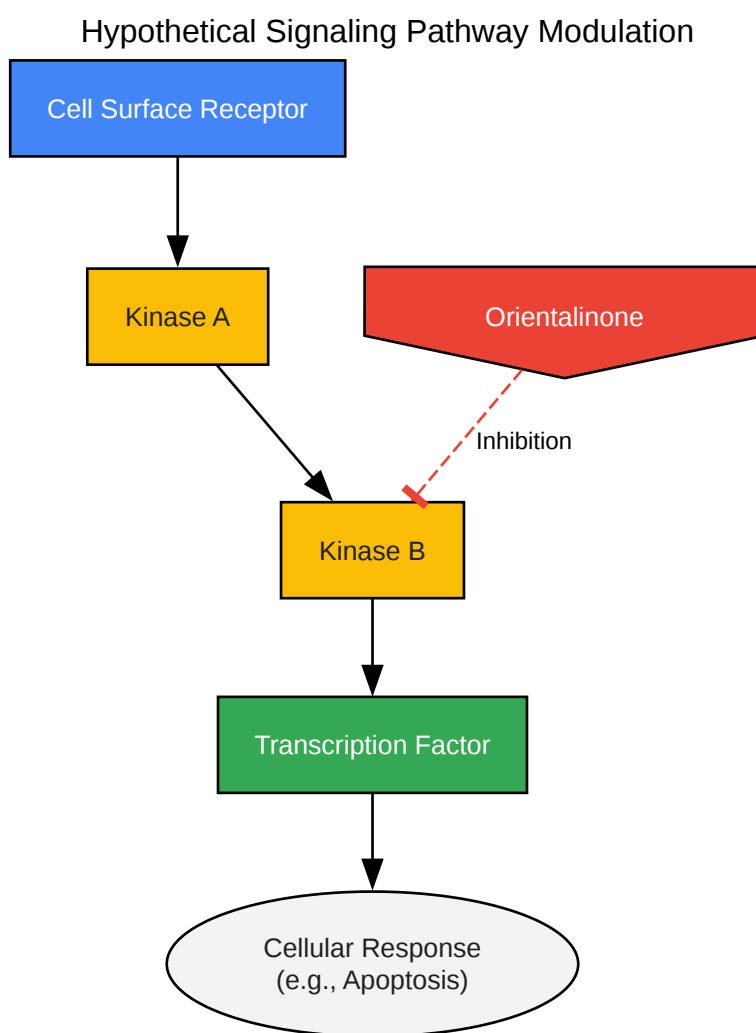 Hypothetical Signaling Pathway Modulation
Cell Surface Receptor
Kinase A
Orientalinone
Inhibition
Kinase B
Transcription Factor
Cellular Response
(e.g., Apoptosis)